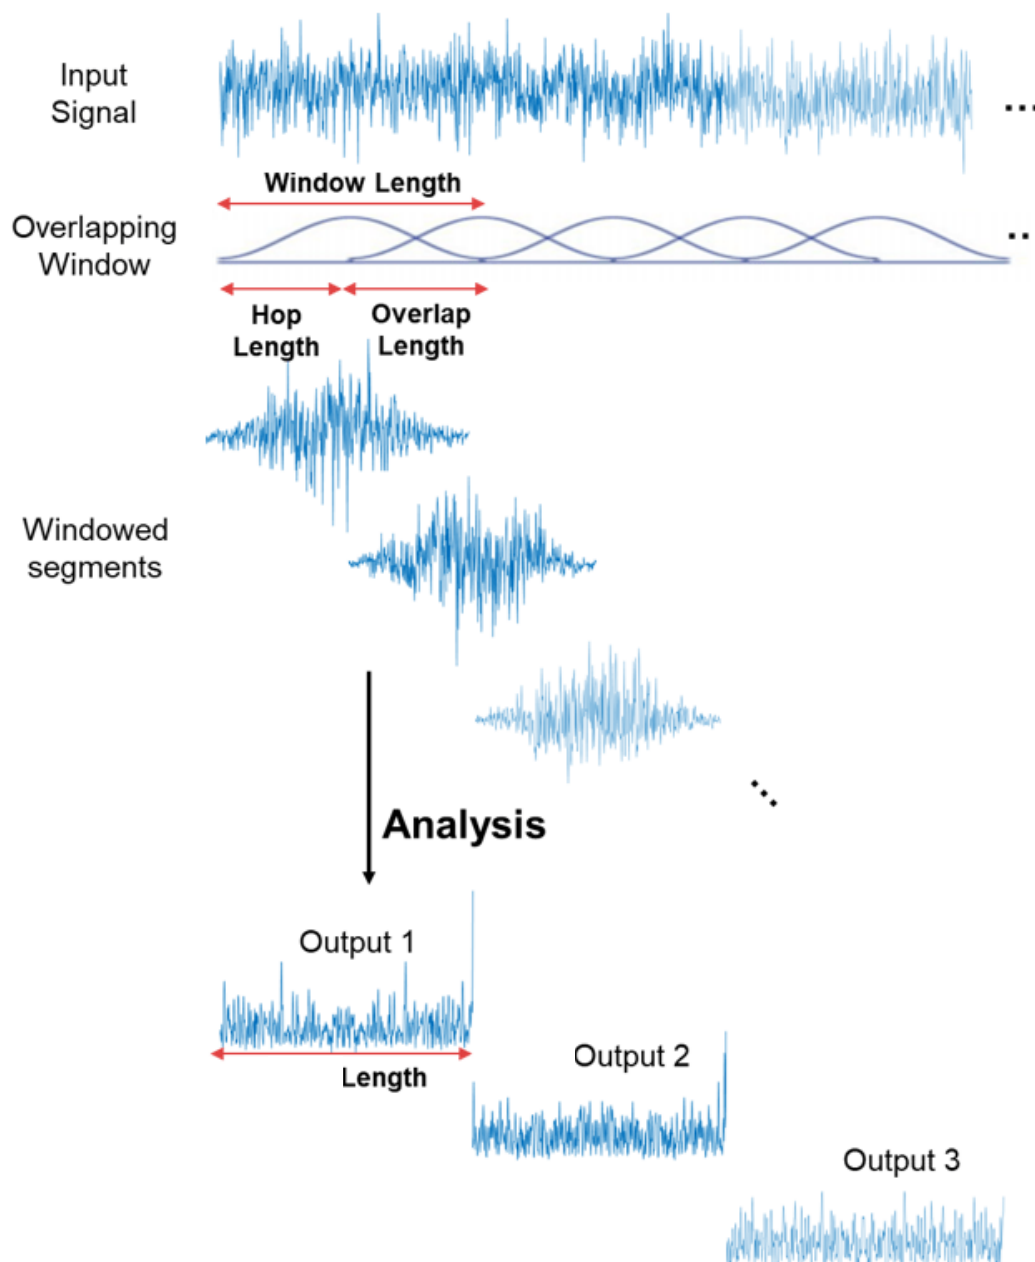 Input
Signal
...
Window Length
Overlapping
Window
..
Hop
Length
Overlap
Length
Windowed
segments
...
Analysis
Output 1
Length
Output 2
Output 3